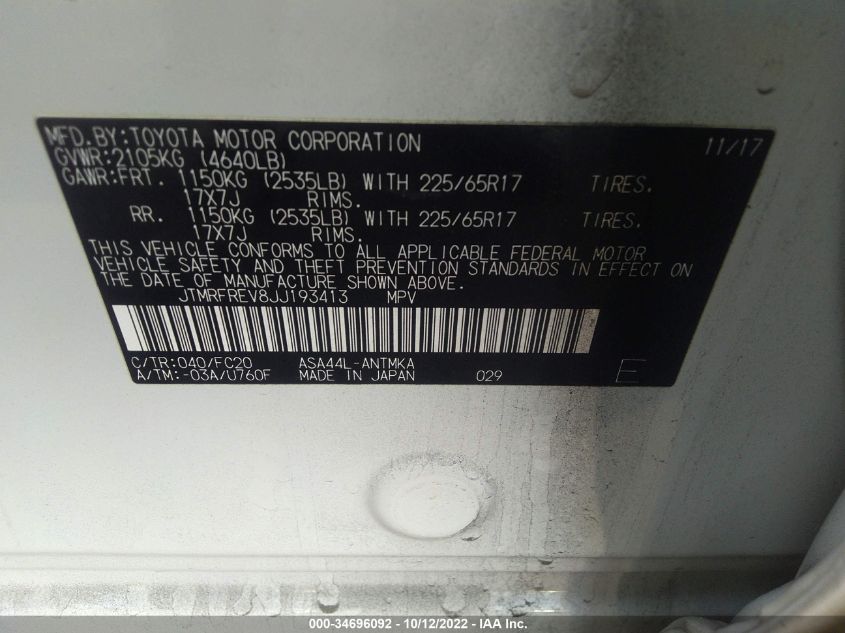 MFD.BY:TOYOTA MOTOR CORPORATION 11/17
GVWR:2105KG (4640LB)
GAWR:FRT. 1150KG (2535LB) WITH 225/65R17 TIRES.
17X7J RIMS.
RR. 1150KG (2535LB) WITH 225/65R17 TIRES.
17X7J RIMS.
THIS VEHICLE CONFORMS TO ALL APPLICABLE FEDERAL MOTOR
VEHICLE SAFETY AND THEFT PREVENTION STANDARDS IN EFFECT ON
THE DATE OF MANUFACTURE SHOWN ABOVE.
JTMRFREV8JJ193413 MPV
C/TR:040/FC20 ASA44L-ANTMKA
A/TM:-03A/U760F MADE IN JAPAN 029 E
000-34696092 - 10/12/2022 - IAA Inc.